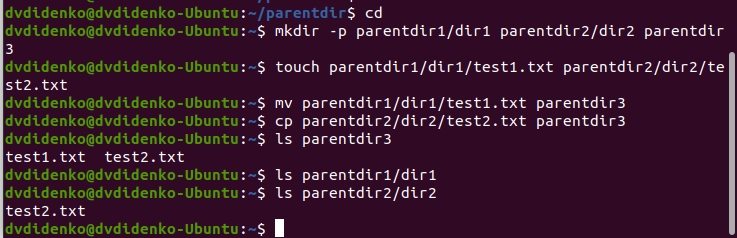 dvdidenko@dvdidenko-Ubuntu:~/parentdir$ cd
dvdidenko@dvdidenko-Ubuntu:~$ mkdir -p parentdir1/dir1 parentdir2/dir2 parentdir
3
dvdidenko@dvdidenko-Ubuntu:~$ touch parentdir1/dir1/test1.txt parentdir2/dir2/te
st2.txt
dvdidenko@dvdidenko-Ubuntu:~$ mv parentdir1/dir1/test1.txt parentdir3
dvdidenko@dvdidenko-Ubuntu:~$ cp parentdir2/dir2/test2.txt parentdir3
dvdidenko@dvdidenko-Ubuntu:~$ ls parentdir3
test1.txt  test2.txt
dvdidenko@dvdidenko-Ubuntu:~$ ls parentdir1/dir1
dvdidenko@dvdidenko-Ubuntu:~$ ls parentdir2/dir2
test2.txt
dvdidenko@dvdidenko-Ubuntu:~$